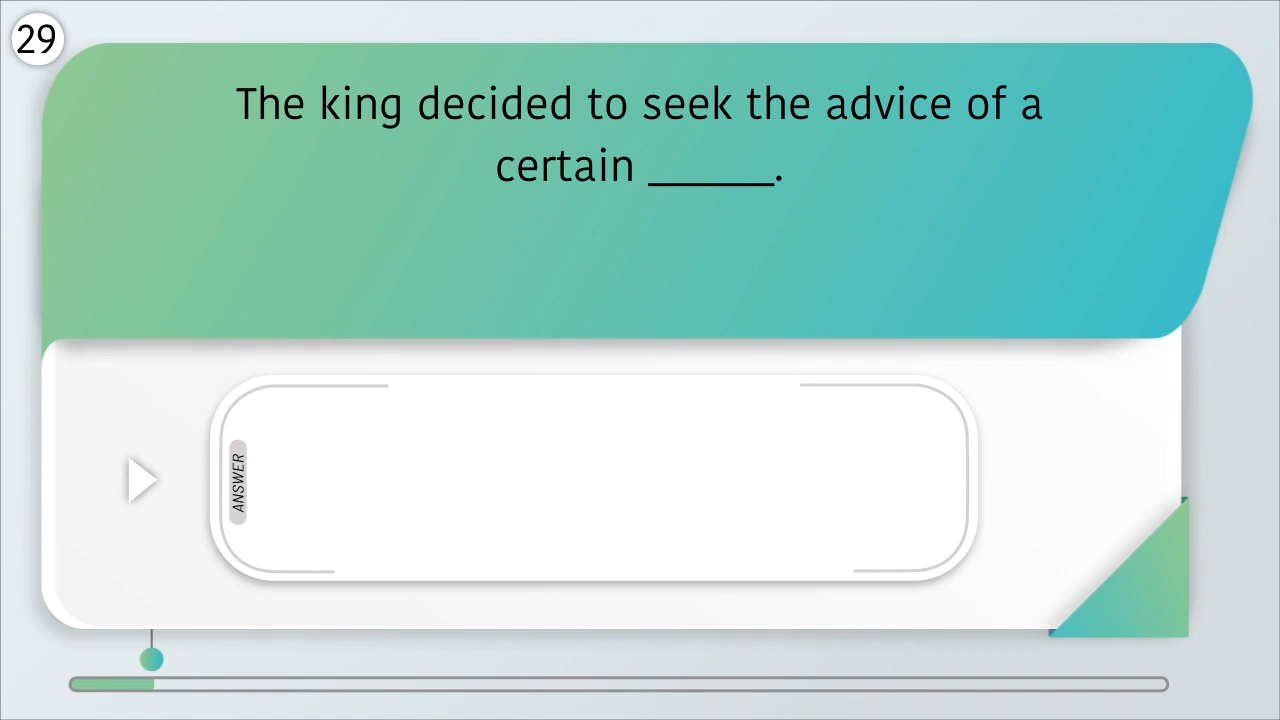 29
The king decided to seek the advice of a
certain ______.
ANSWER